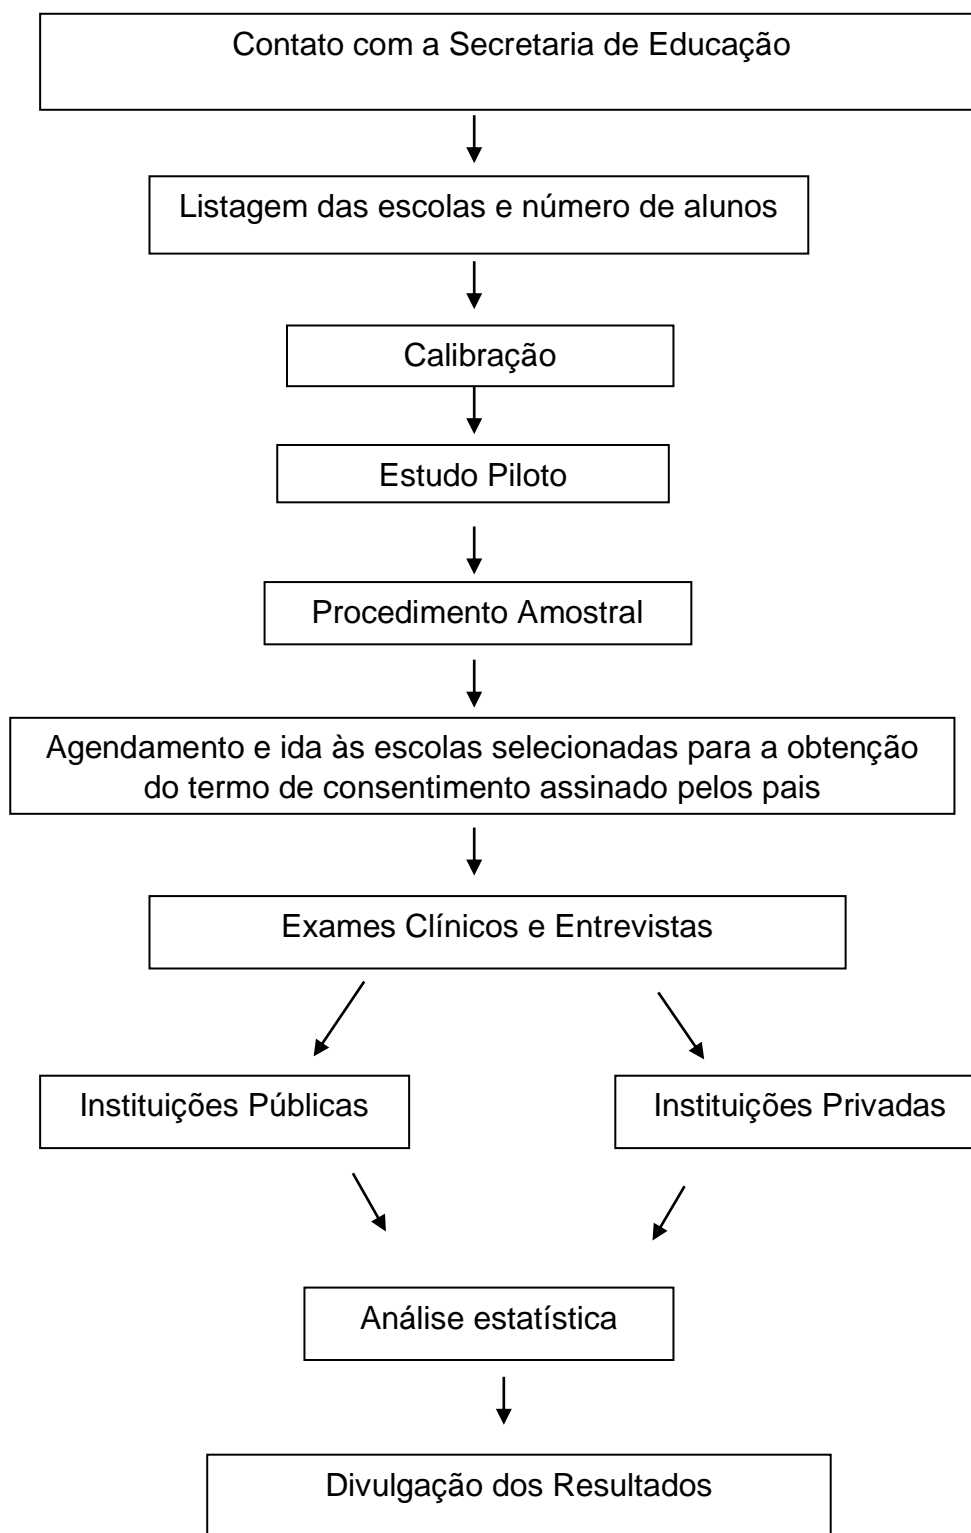 Contato com a Secretaria de Educação
Listagem das escolas e número de alunos
Calibração
Estudo Piloto
Procedimento Amostral
Agendamento e ida às escolas selecionadas para a obtenção
do termo de consentimento assinado pelos pais
Exames Clínicos e Entrevistas
Instituições Públicas
Instituições Privadas
Análise estatística
Divulgação dos Resultados